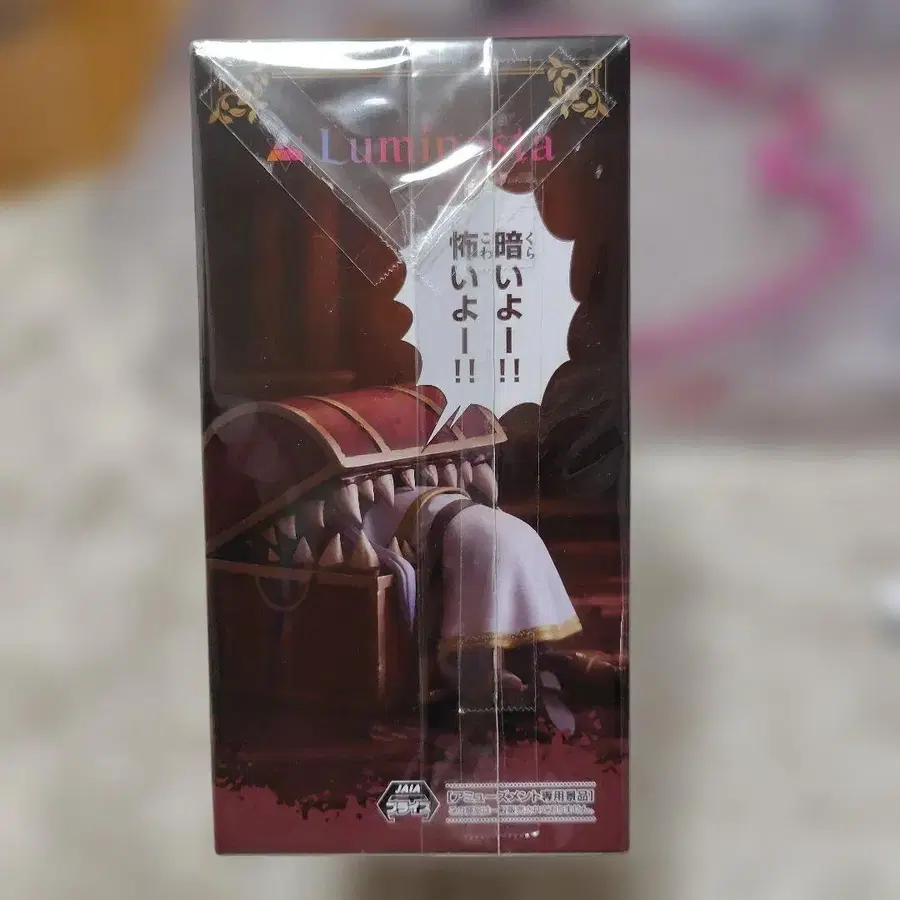 Luminasta
暗いよー!!
怖いよー!!
JAIA
プライズ
[アミューズメント専用景品]